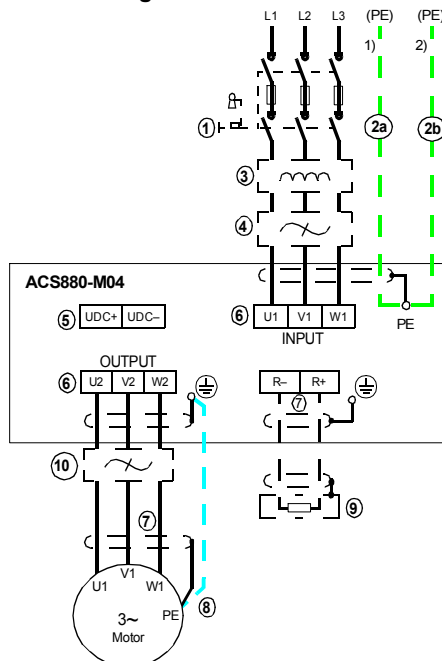 L1 L2 L3 (PE) (PE)
1) 2)
1 2a 2b
3
4
ACS880-M04
5 UDC+ UDC– 6 U1 V1 W1
INPUT PE
OUTPUT
6 U2 V2 W2 R– R+
7
10
7 9
U1 V1 W1
PE 8
3~
Motor